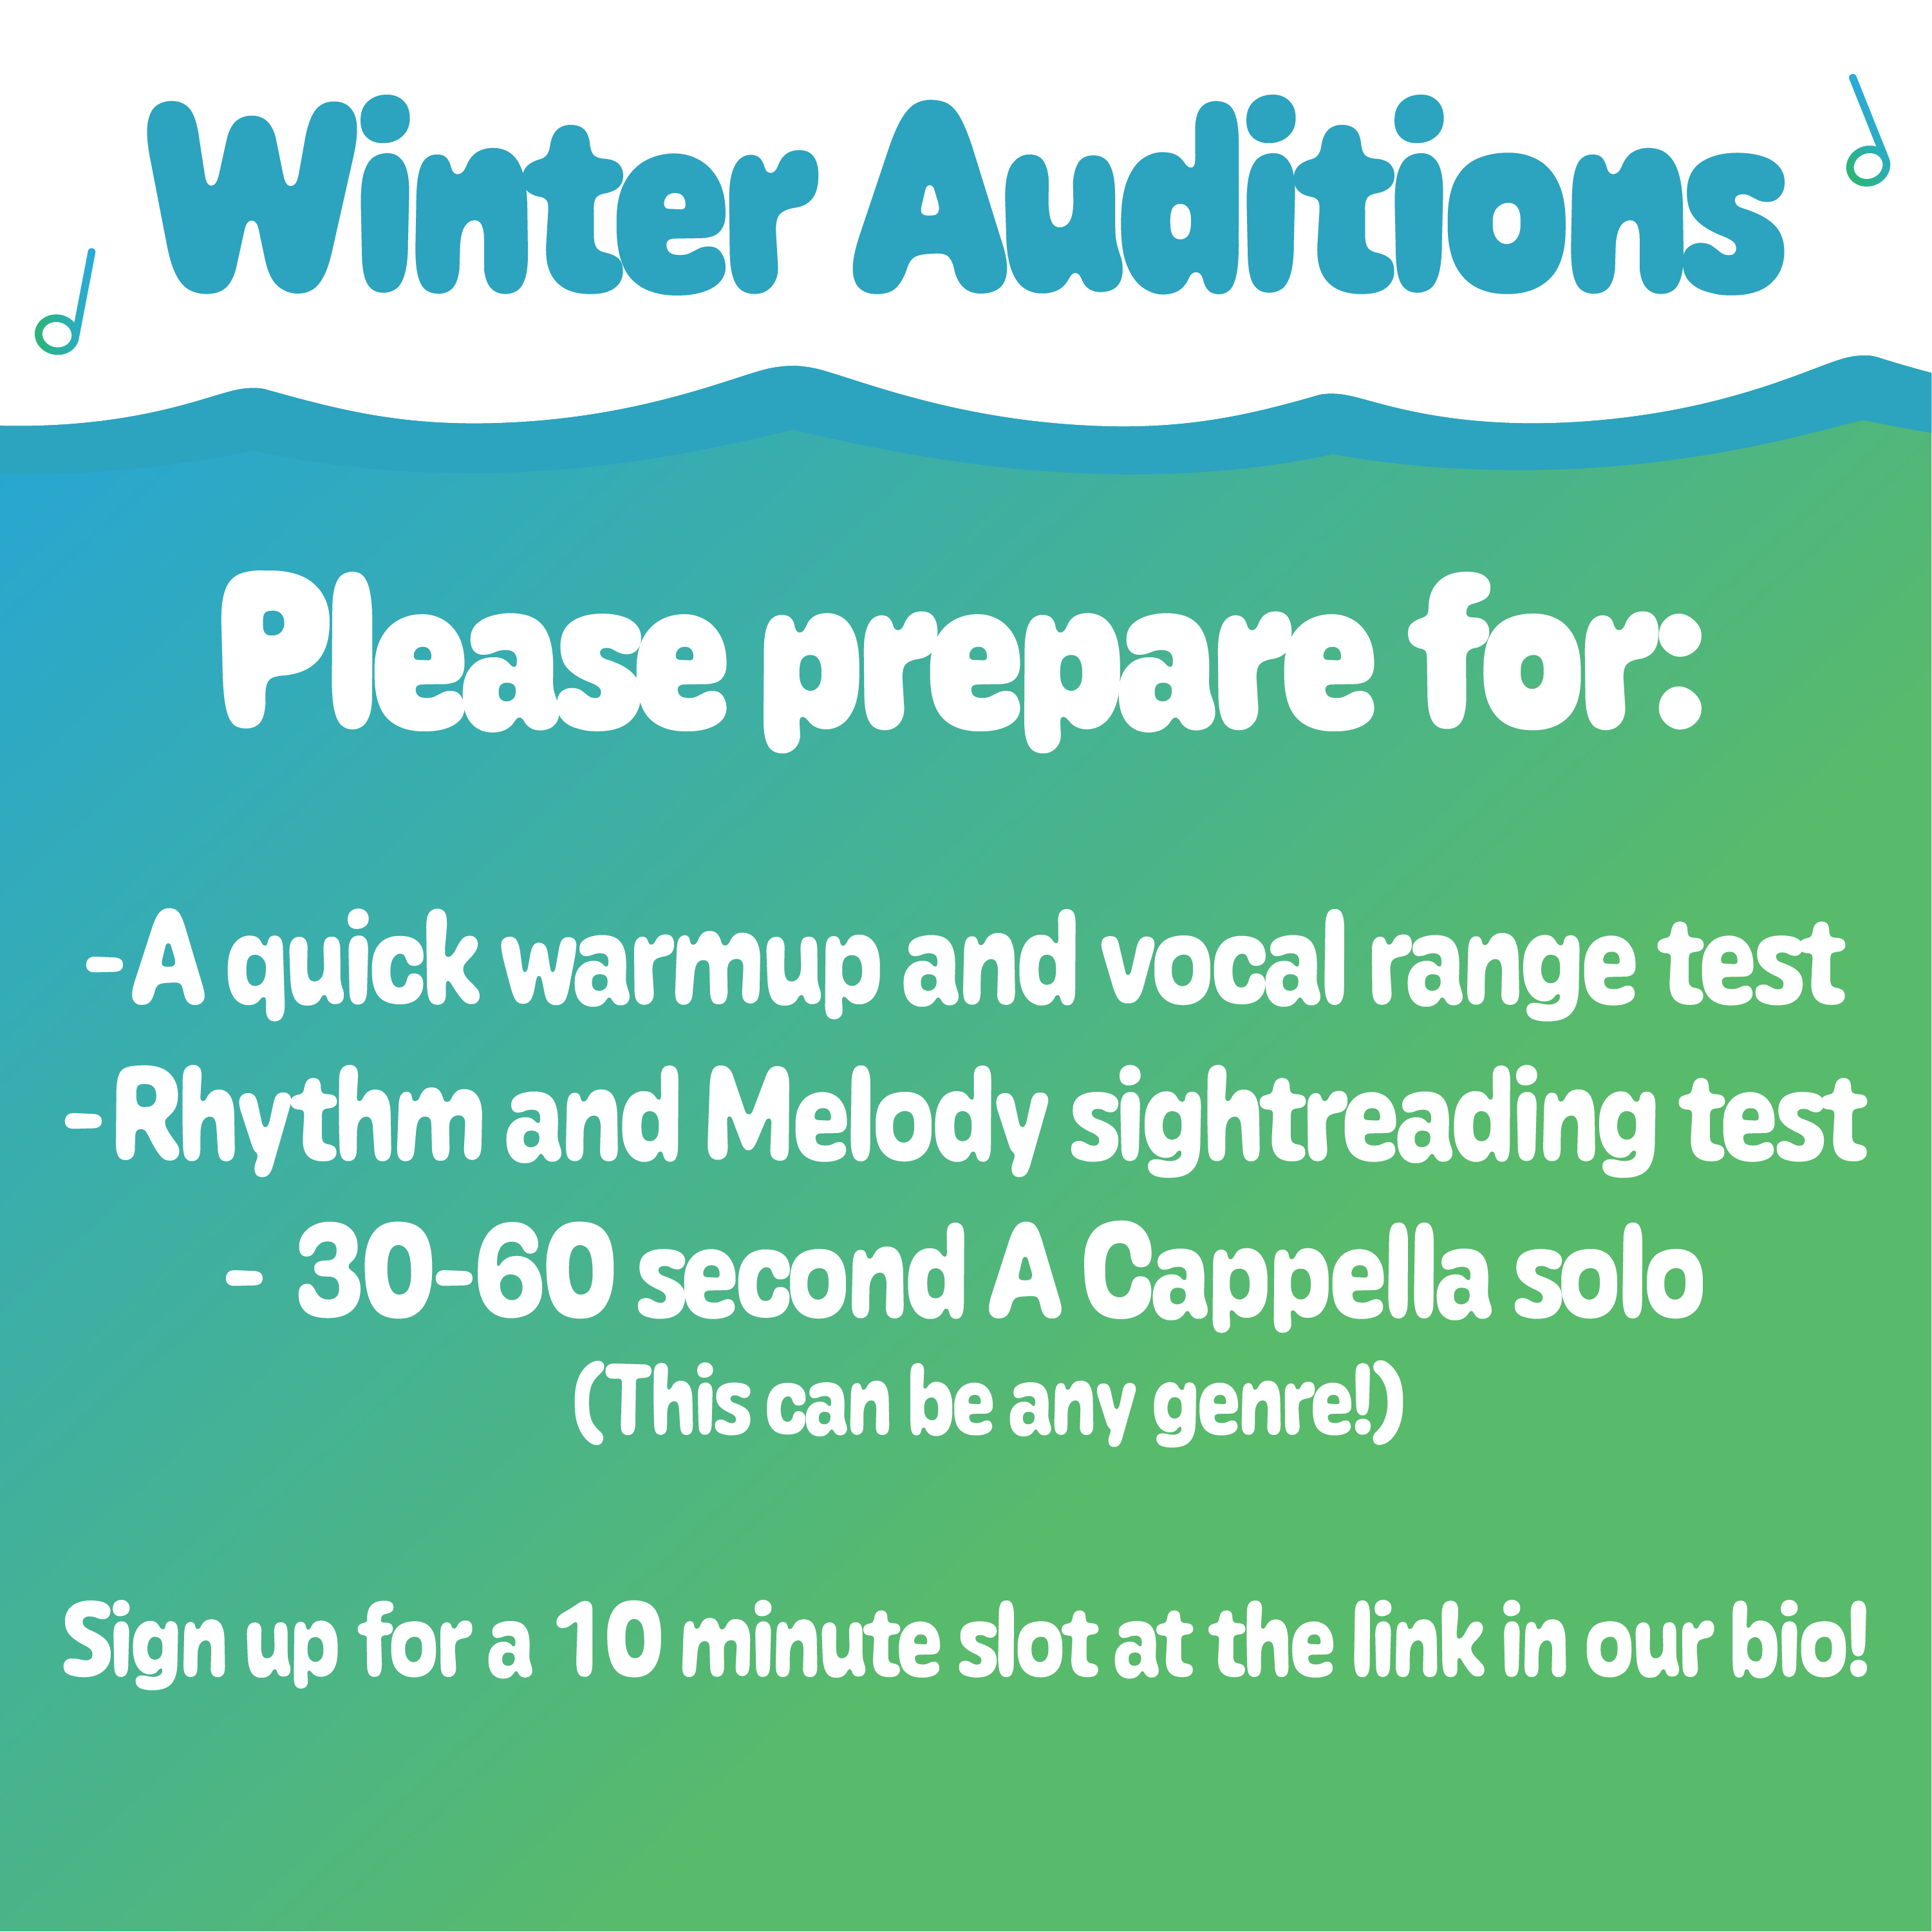 Winter Auditions
Please prepare for:
-A quick warmup and vocal range test
-Rhythm and Melody sightreading test
- 30-60 second A Cappella solo
(This can be any genre!)
Sign up for a 10 minute slot at the link in our bio!